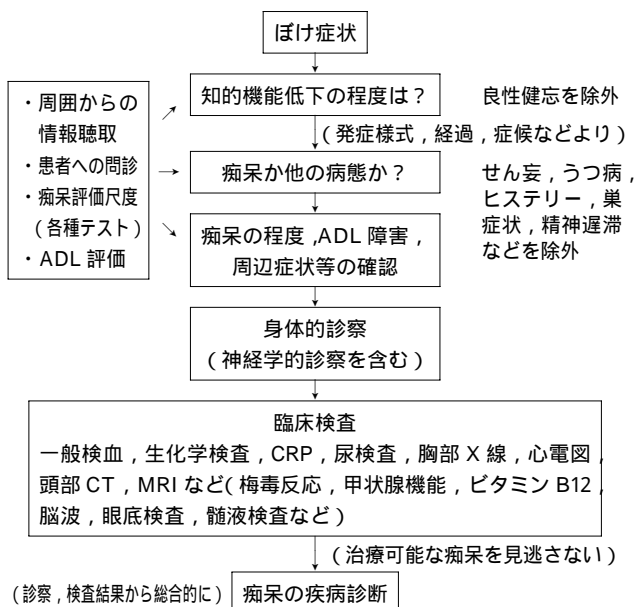 ぼけ症状
・周囲からの
情報聴取
・患者への問診
・痴呆評価尺度
(各種テスト)
・ADL 評価
知的機能低下の程度は?
良性健忘を除外
(発症様式,経過,症候などより)
痴呆か他の病態か?
せん妄,うつ病,
ヒステリー,巣
症状,精神遅滞
などを除外
痴呆の程度,ADL 障害,
周辺症状等の確認
身体的診察
(神経学的診察を含む)
臨床検査
一般検血,生化学検査,CRP,尿検査,胸部 X 線,心電図,
頭部 CT,MRI など(梅毒反応,甲状腺機能,ビタミン B12,
脳波,眼底検査,髄液検査など)
(治療可能な痴呆を見逃さない)
(診察,検査結果から総合的に)
痴呆の疾病診断